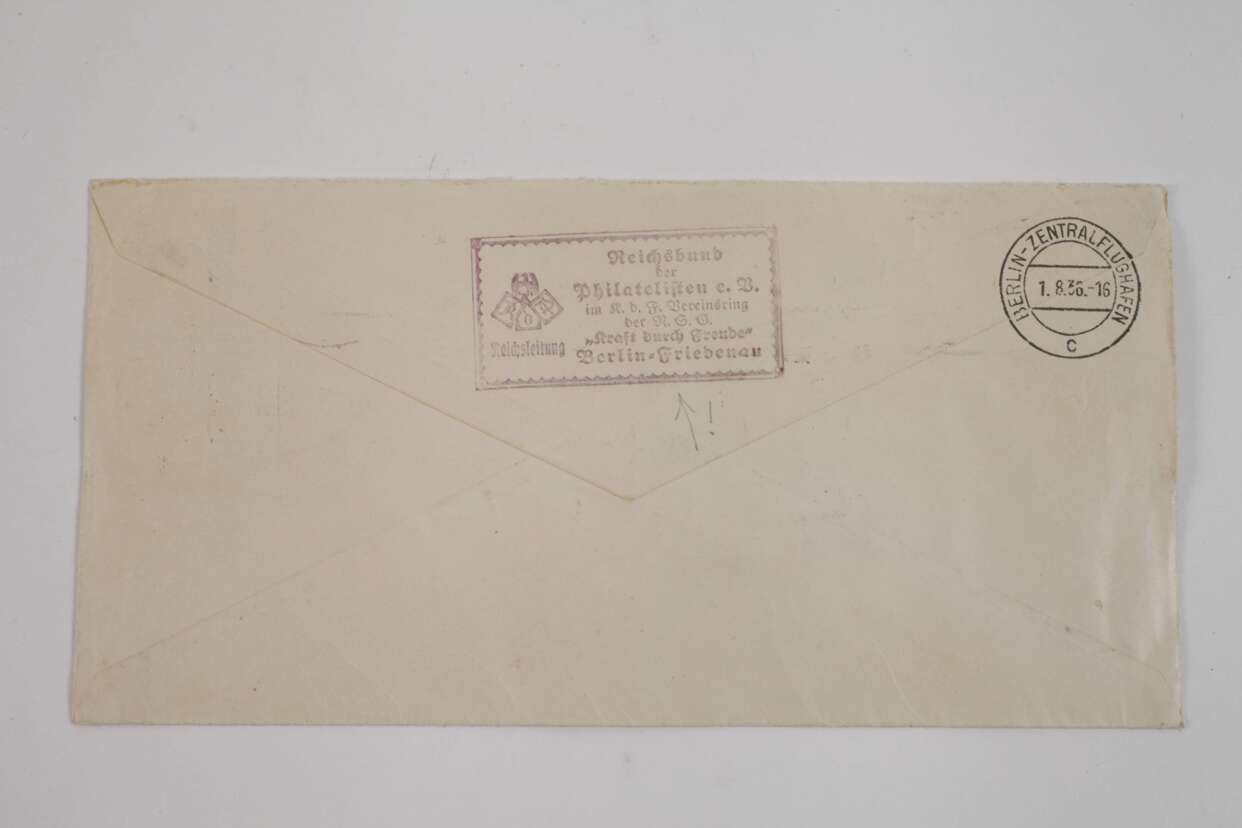 Reichsbund
der
Philatelisten e. V.
im K. d. F. Vereinsring
der N. S. G.
„Kraft durch Freude“
Reichsleitung
Berlin-Friedenau
BERLIN-ZENTRALFLUGHAFEN
1. 8.36.-16
c
!